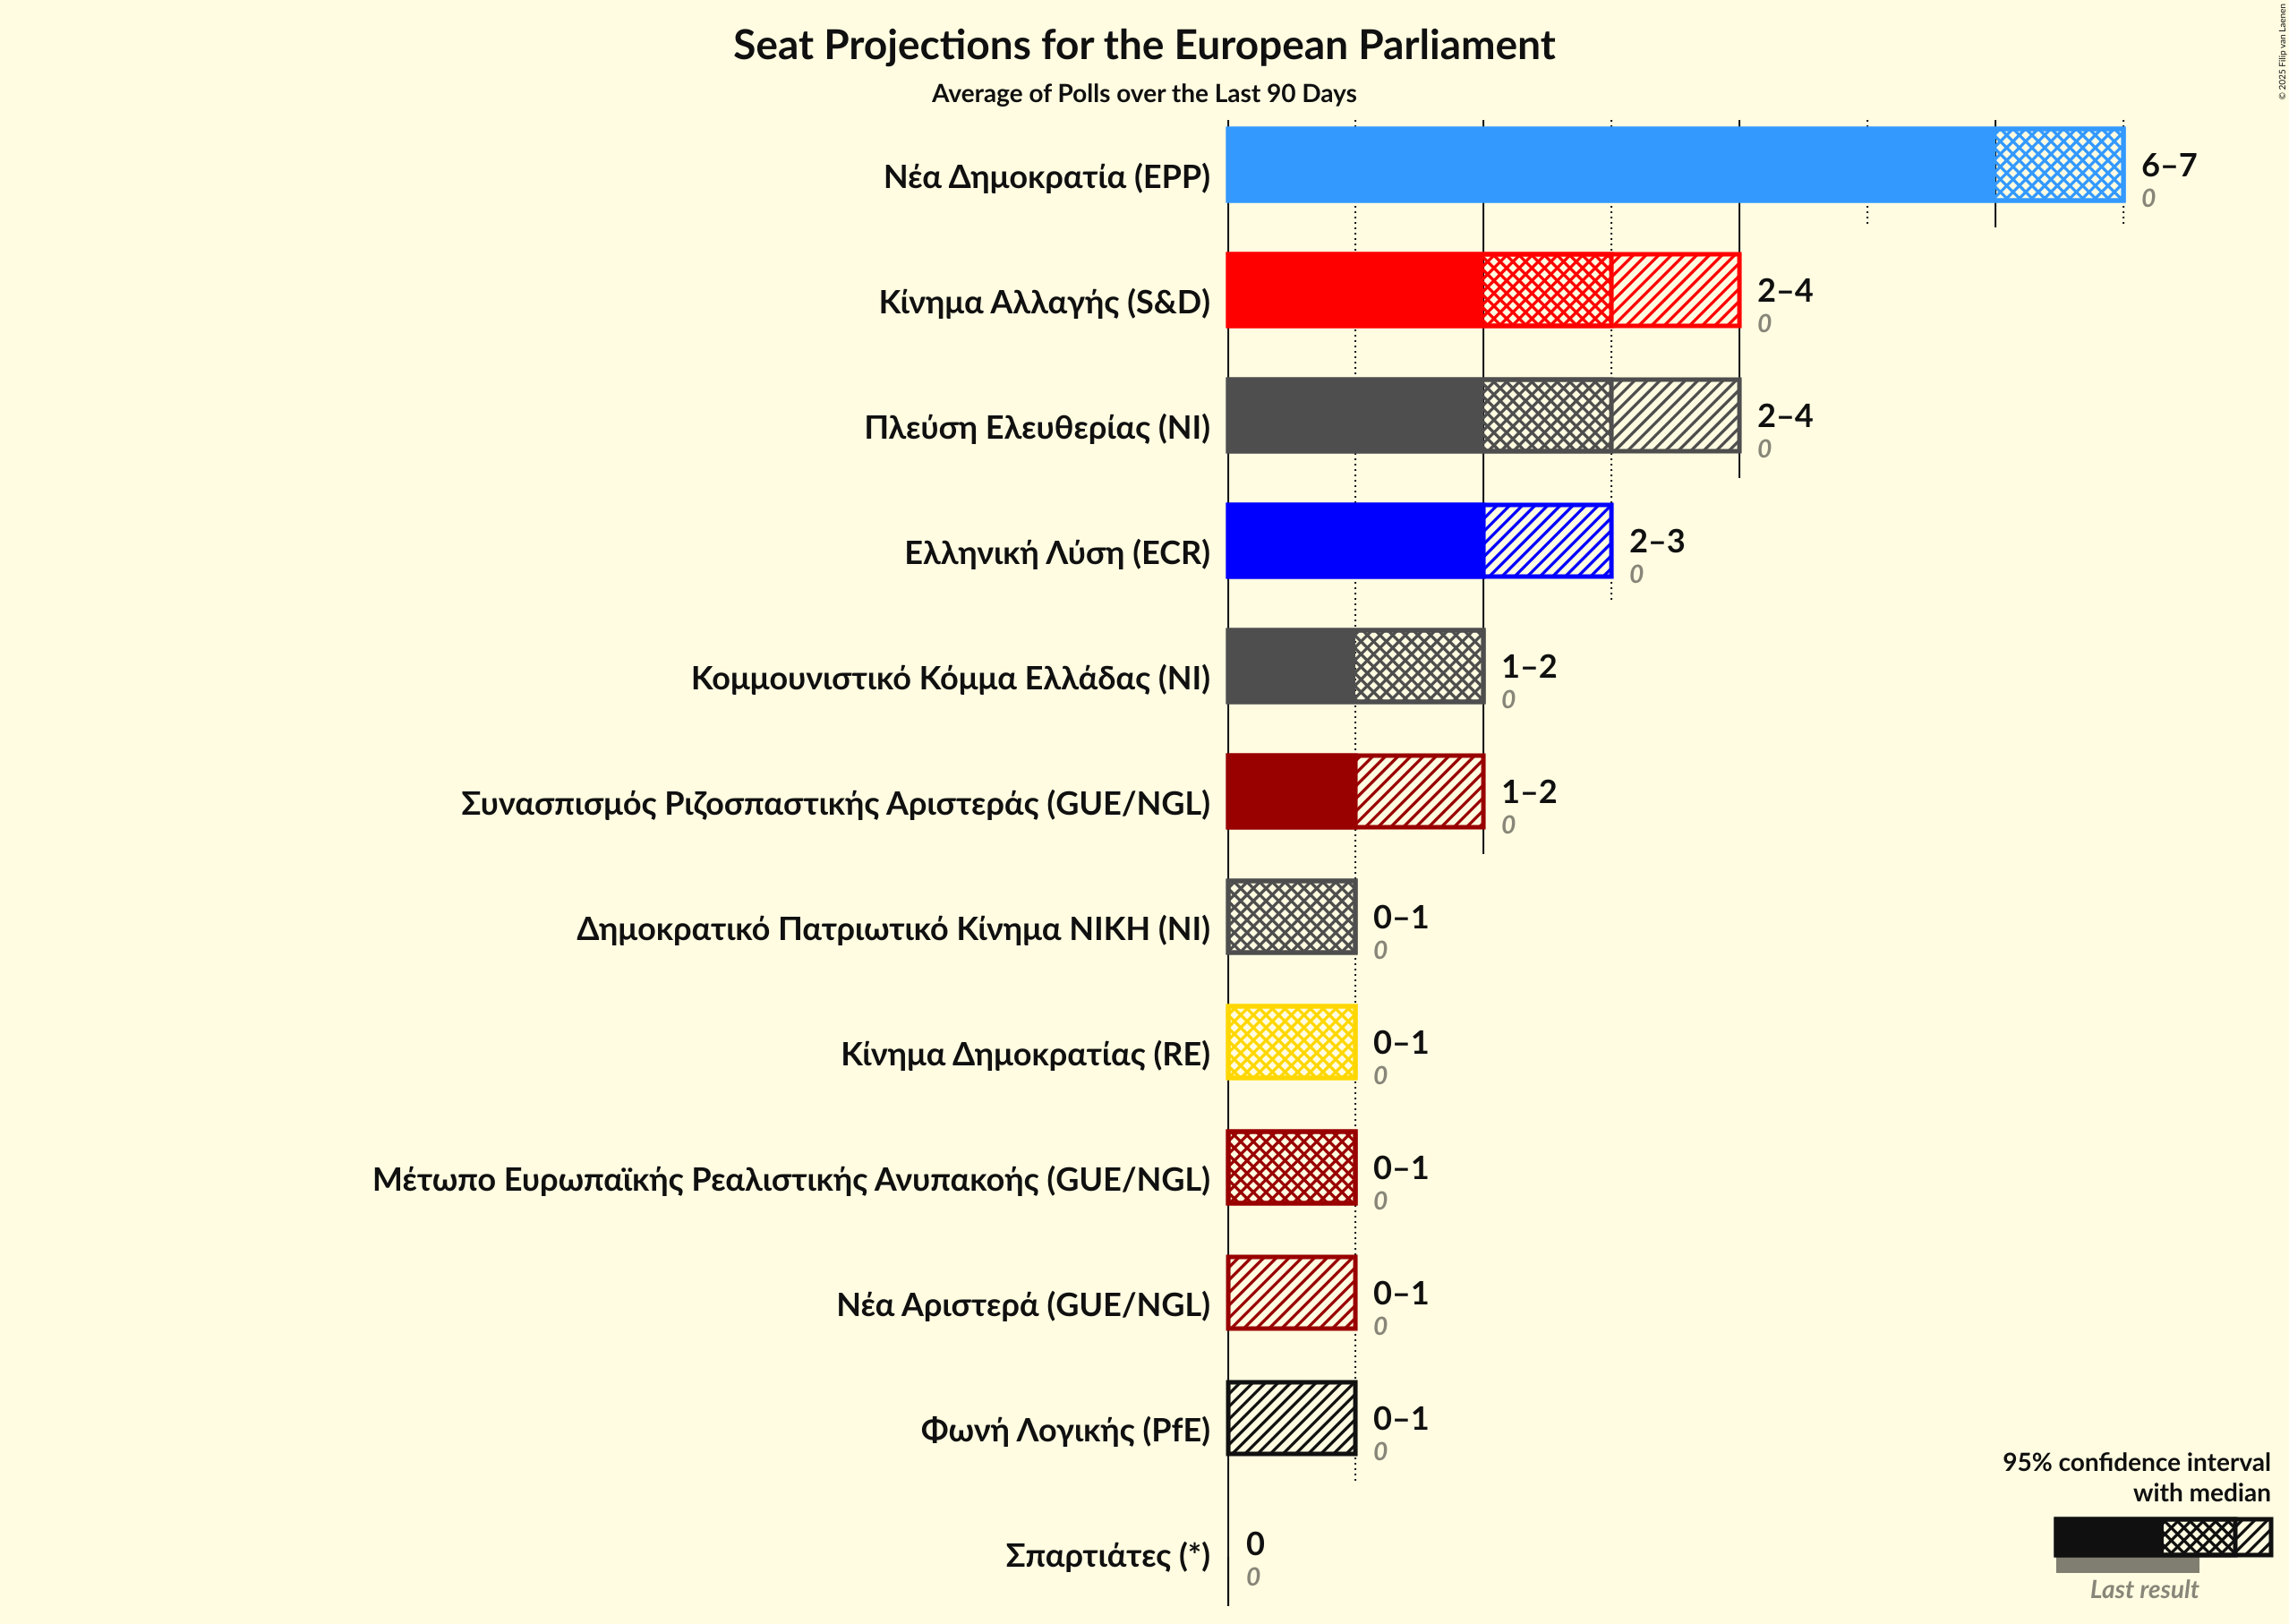 Seat Projections for the European Parliament
Average of Polls over the Last 90 Days
© 2025 Filip van Laenen
Νέα Δημοκρατία (EPP)
6–7
0
Κίνημα Αλλαγής (S&D)
2–4
0
Πλεύση Ελευθερίας (NI)
2–4
0
Ελληνική Λύση (ECR)
2–3
0
Κομμουνιστικό Κόμμα Ελλάδας (NI)
1–2
0
Συνασπισμός Ριζοσπαστικής Αριστεράς (GUE/NGL)
1–2
0
Δημοκρατικό Πατριωτικό Κίνημα ΝΙΚΗ (NI)
0–1
0
Κίνημα Δημοκρατίας (RE)
0–1
0
Μέτωπο Ευρωπαϊκής Ρεαλιστικής Ανυπακοής (GUE/NGL)
0–1
0
Νέα Αριστερά (GUE/NGL)
0–1
0
Φωνή Λογικής (PfE)
0–1
0
Σπαρτιάτες (*)
0
0
95% confidence interval
with median
Last result